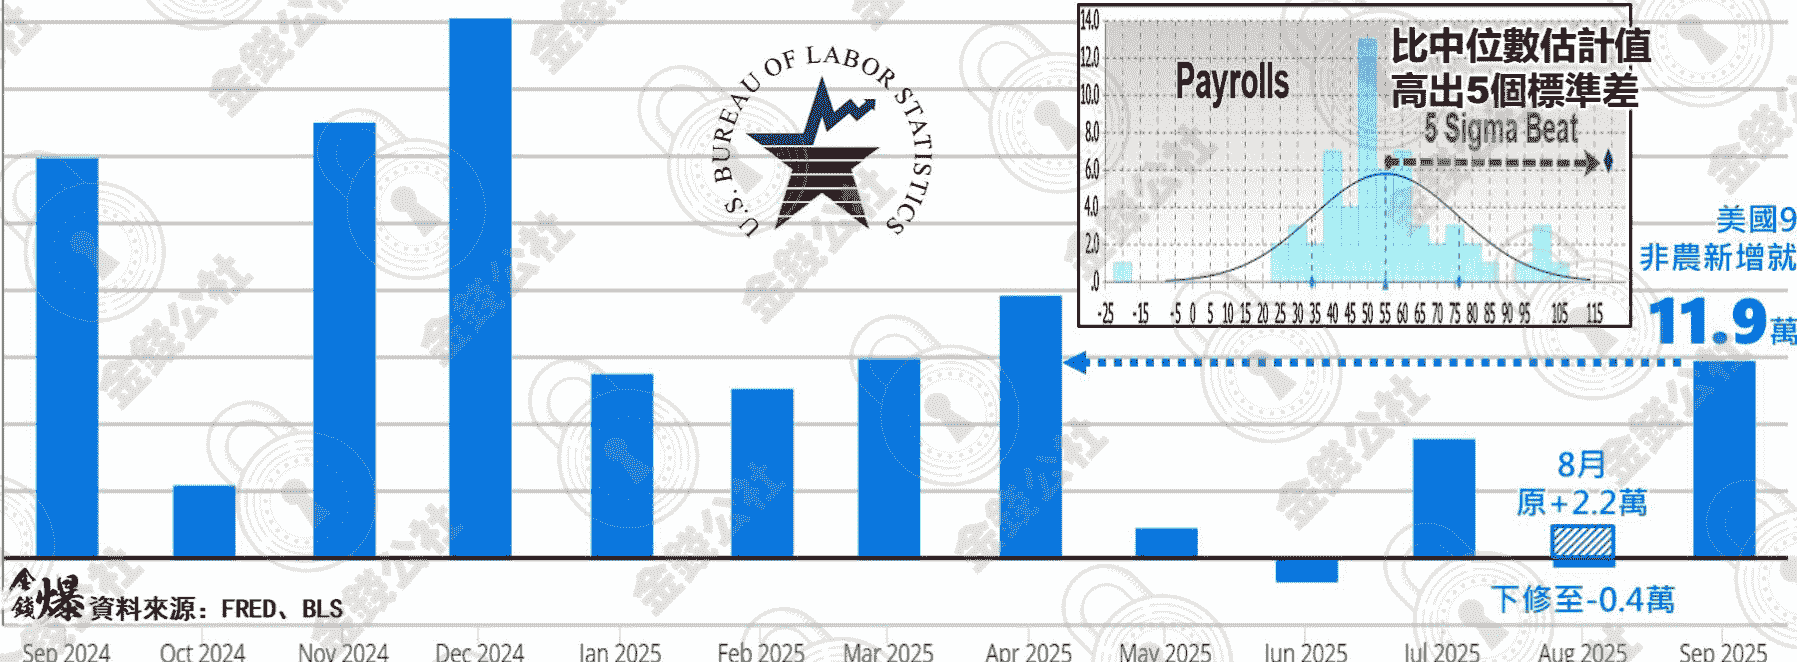 U.S. BUREAU OF LABOR STATISTICS
14.0
12.0
10.0
8.0
6.0
4.0
2.0
.0
Payrolls
比中位數估計值
高出5個標準差
5 Sigma Beat
-25 -15 -5 0 5 10 15 20 25 30 35 40 45 50 55 60 65 70 75 80 85 90 95 105 115
美國9
非農新增就
11.9萬
8月
原+2.2萬
下修至-0.4萬
金錢爆 資料來源：FRED、BLS
Sep 2024 Oct 2024 Nov 2024 Dec 2024 Jan 2025 Feb 2025 Mar 2025 Apr 2025 May 2025 Jun 2025 Jul 2025 Aug 2025 Sep 2025
金錢公社